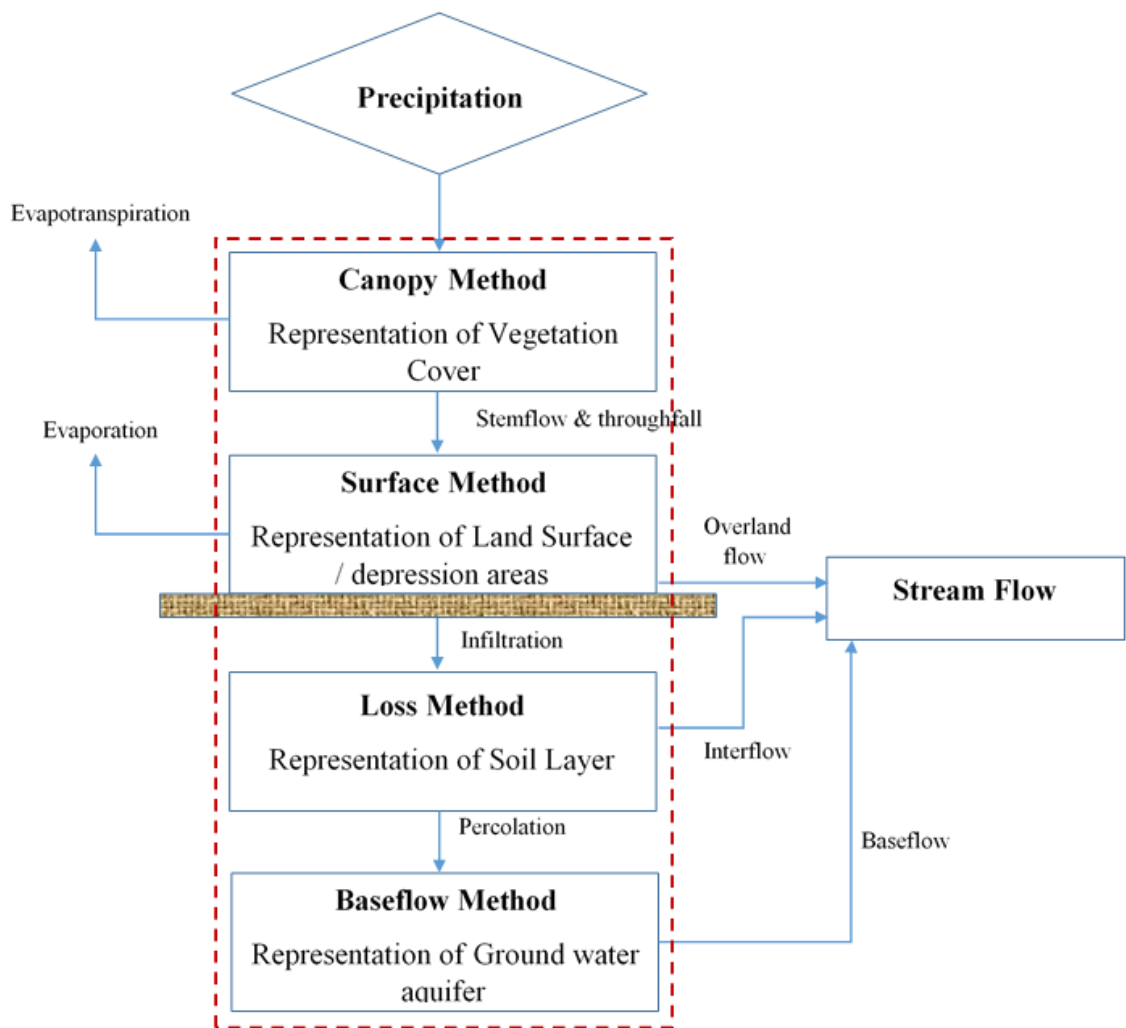 Precipitation
Evapotranspiration
Canopy Method
Representation of Vegetation
Cover
Stemflow & throughfall
Evaporation
Surface Method
Representation of Land Surface
/ depression areas
Overland
flow
Stream Flow
Infiltration
Loss Method
Representation of Soil Layer
Interflow
Percolation
Baseflow
Baseflow Method
Representation of Ground water
aquifer